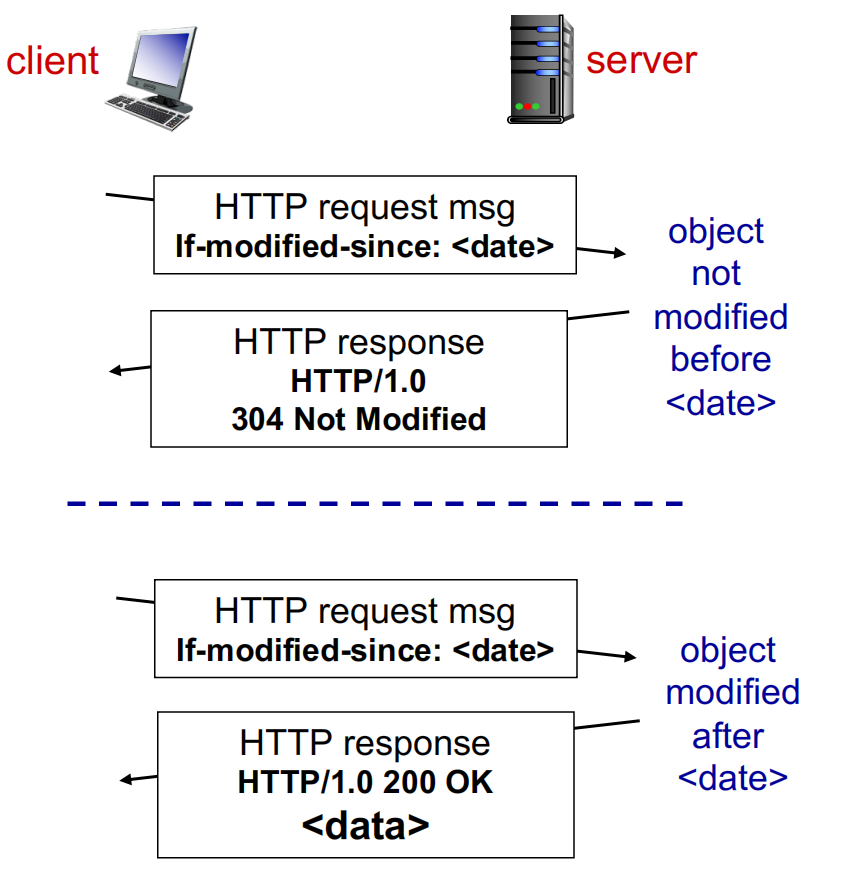 client
server
HTTP request msg
If-modified-since: <date>
object
not
modified
before
<date>
HTTP response
HTTP/1.0
304 Not Modified
HTTP request msg
If-modified-since: <date>
object
modified
after
<date>
HTTP response
HTTP/1.0 200 OK
<data>